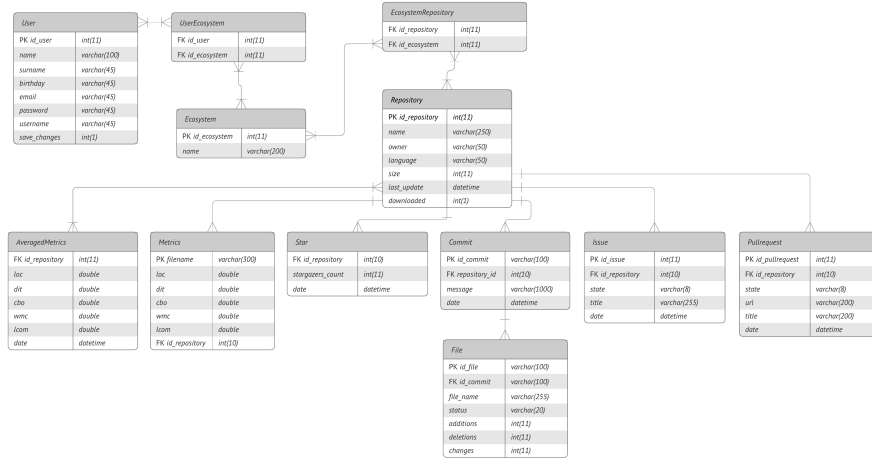 User
PK id_user int(11)
name varchar(100)
surname varchar(45)
birthday varchar(45)
email varchar(45)
password varchar(45)
username varchar(45)
save_changes int(1)
UserEcosystem
FK id_user int(11)
FK id_ecosystem int(11)
EcosystemRepository
FK id_repository int(11)
FK id_ecosystem int(11)
Ecosystem
PK id_ecosystem int(11)
name varchar(200)
Repository
PK id_repository int(11)
name varchar(250)
owner varchar(50)
language varchar(50)
size int(11)
last_update datetime
downloaded int(1)
AveragedMetrics
FK id_repository int(11)
loc double
dit double
cbo double
wmc double
lcom double
date datetime
Metrics
PK filename varchar(300)
loc double
dit double
cbo double
wmc double
lcom double
FK id_repository int(10)
Star
FK id_repository int(10)
stargazers_count int(11)
date datetime
Commit
PK id_commit varchar(100)
FK repository_id int(10)
message varchar(1000)
date datetime
Issue
PK id_issue int(11)
FK id_repository int(10)
state varchar(8)
title varchar(255)
date datetime
Pullrequest
PK id_pullrequest int(11)
FK id_repository int(10)
state varchar(8)
url varchar(200)
title varchar(200)
date datetime
File
PK id_file varchar(100)
FK id_commit varchar(100)
file_name varchar(255)
status varchar(20)
additions int(11)
deletions int(11)
changes int(11)